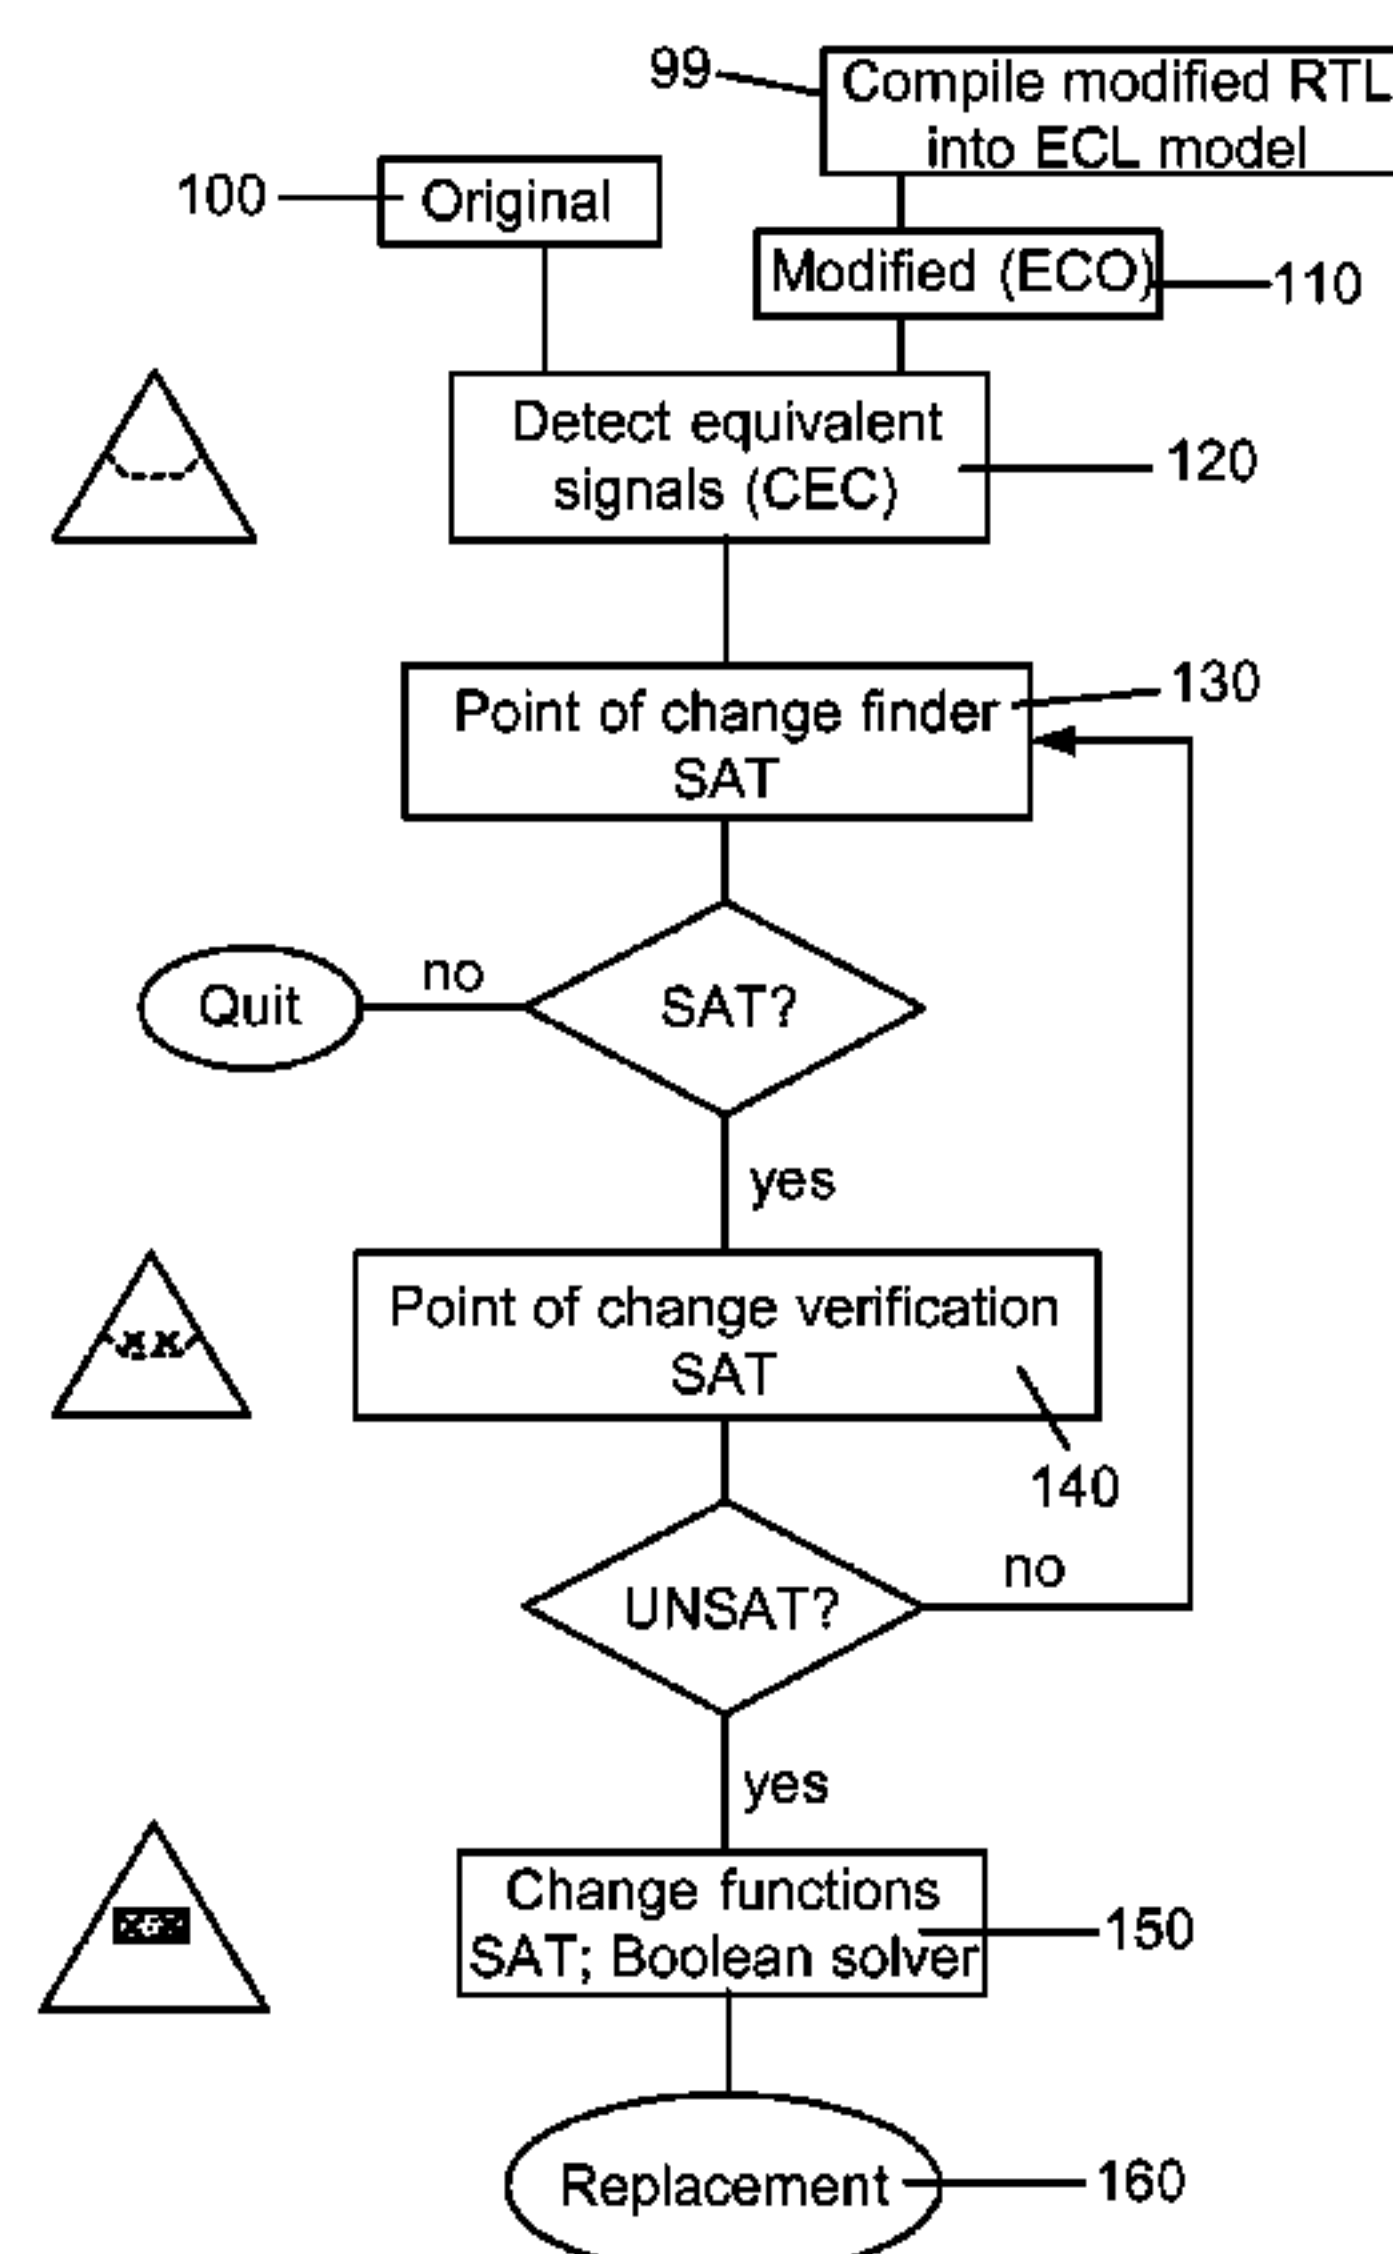 99
Compile modified RTL
into ECL model
100
Original
Modified (ECO)
110
Detect equivalent
signals (CEC)
120
130
Point of change finder
SAT
no
Quit
SAT?
yes
Point of change verification
SAT
140
no
UNSAT?
yes
Change functions
SAT; Boolean solver
150
Replacement
160